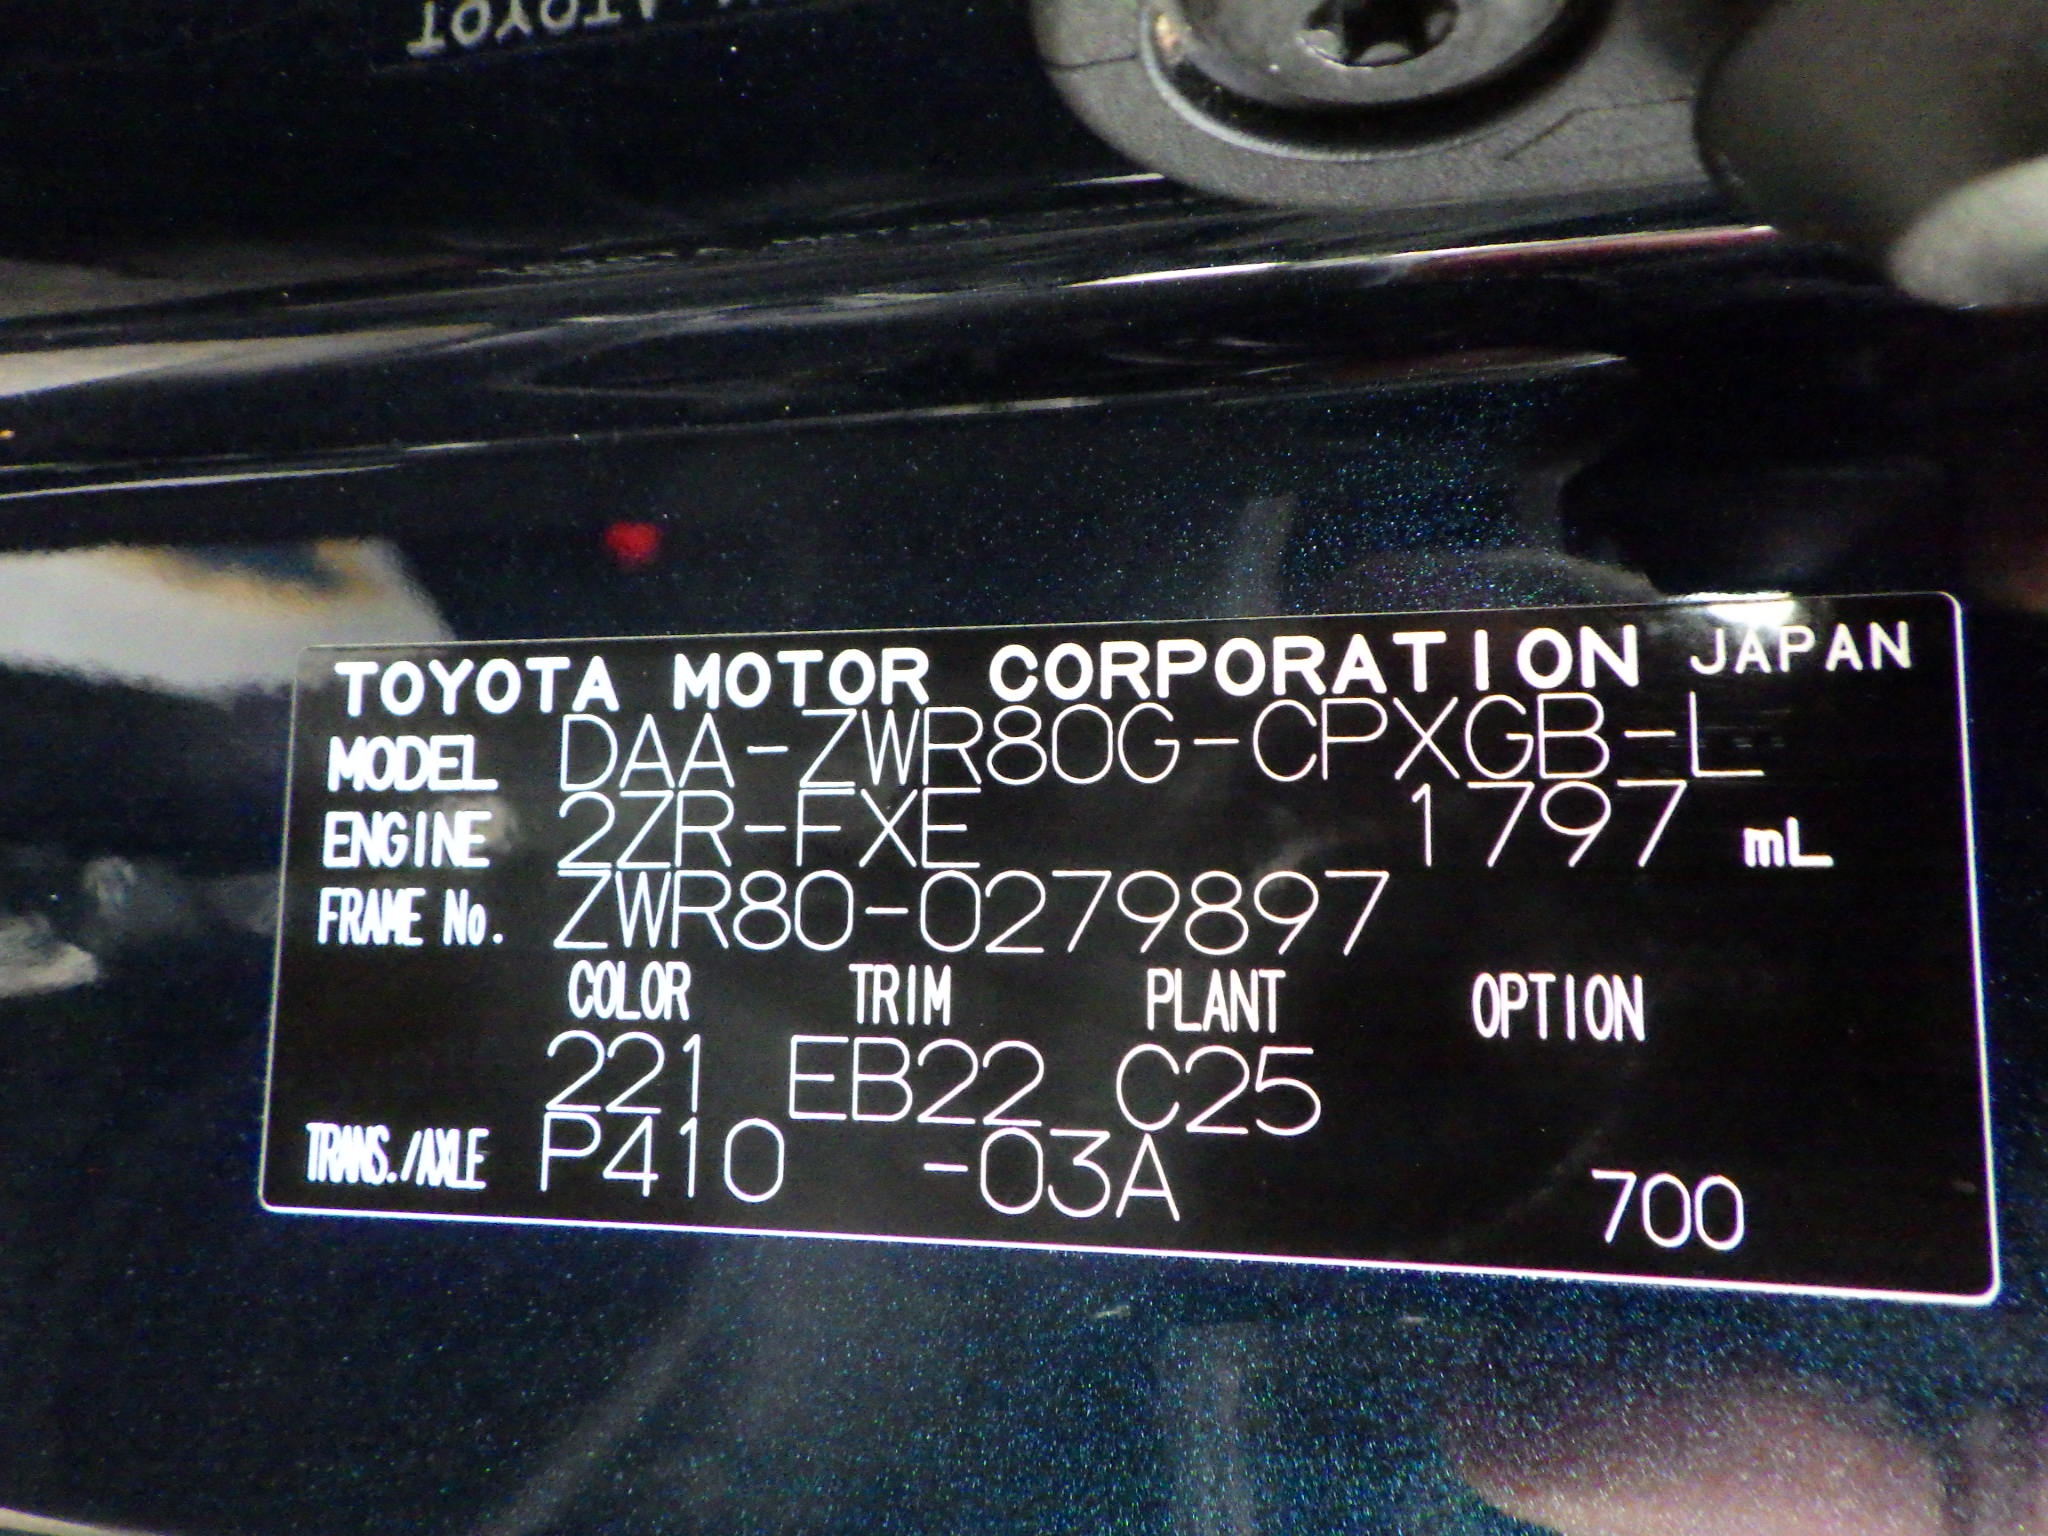 TOYOT
TOYOTA MOTOR CORPORATION JAPAN
MODEL DAA-ZWR80G-CPXGB-L
ENGINE 2ZR-FXE 1797 mL
FRAME No. ZWR80-0279897
COLOR TRIM PLANT OPTION
221 EB22 C25
TRANS./AXLE P410 -03A
700